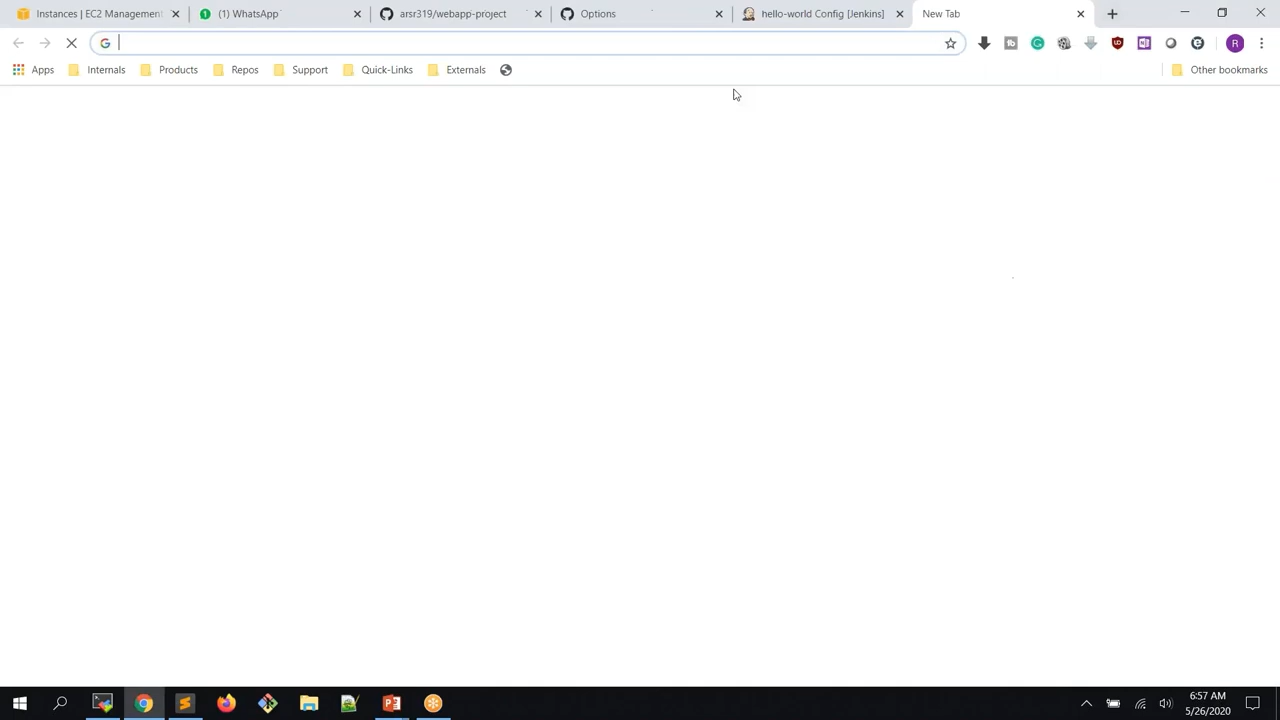 Instances | EC2 Management
1 (1) WhatsApp
arsr319/webapp-project
Options
hello-world Config [Jenkins]
New Tab
G
R
Apps
Internals
Products
Repos
Support
Quick-Links
Externals
Other bookmarks
6:57 AM
5/26/2020